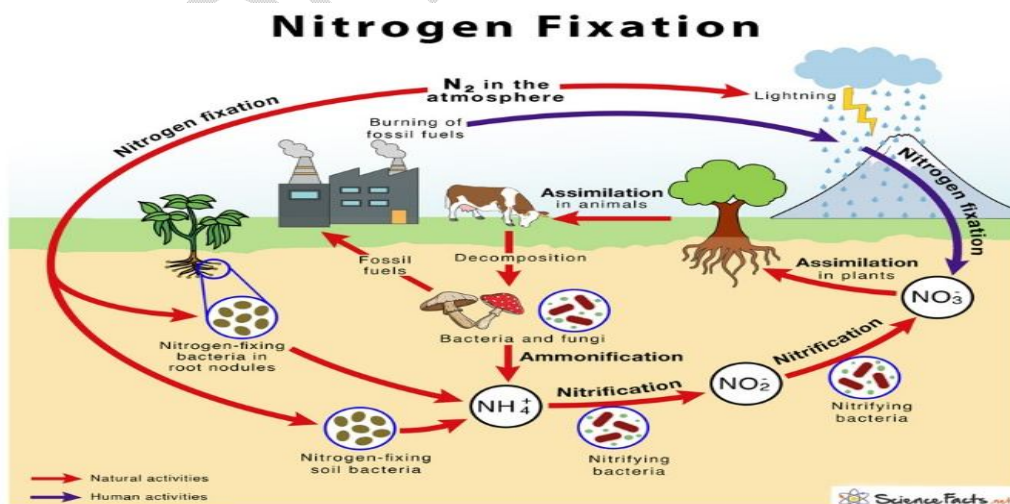 Nitrogen Fixation
N₂ in the
atmosphere
Lightning
Nitrogen fixation
Burning of
fossil fuels
Nitrogen fixation
Assimilation
in animals
Fossil
fuels
Decomposition
Assimilation
in plants
NO₃⁻
Bacteria and fungi
Nitrogen-fixing
bacteria in
root nodules
Ammonification
Nitrification
NH₄⁺
Nitrification
NO₂⁻
Nitrifying
bacteria
Nitrogen-fixing
soil bacteria
Nitrifying
bacteria
Natural activities
Human activities
ScienceFacts.net